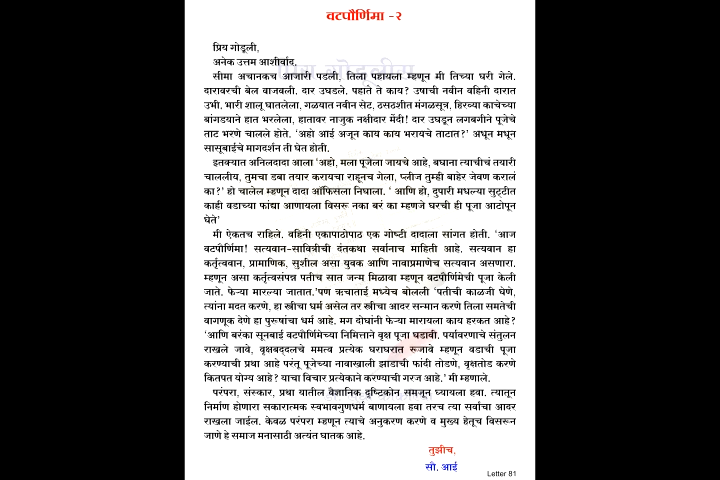 वटपौर्णिमा -२
प्रिय गोडूली,
अनेक उत्तम आशीर्वाद,
सीमा अचानकच आजारी पडली, तिला पहायला म्हणून मी तिच्या घरी गेले.
दारावरची बेल वाजवली. दार उघडले. पहाते ते काय? उषाची नवीन वहिनी दारात
उभी, भारी शालू घातलेला, गळयात नवीन सेट, ठसठशीत मंगळसूत्र, हिरव्या काचेच्या
बांगडयाने हात भरलेला, हातावर नाजुक नक्षीदार मेंदी! दार उघडून लगबगीने पूजेचे
ताट भरणे चालले होते. 'अहो आई अजून काय काय भरायचे ताटात?' अधून मधून
सासूबाईचे मागदर्शन ती घेत होती.
इतक्यात अनिलदादा आला 'अहो, मला पूजेला जायचे आहे, बघाना त्याचीचं तयारी
चाललीय, तुमचा डबा तयार करायचा राहूनच गेला, प्लीज तुम्ही बाहेर जेवण करालं
का?' हो चालेल म्हणून दादा ऑफिसला निघाला. ' आणि हो, दुपारी मधल्या सुट्टीत
काही वडाच्या फांद्या आणायला विसरू नका बरं का म्हणजे घरची ही पूजा आटोपून
घेते'
मी ऐकतच राहिले. वहिनी एकापाठोपाठ एक गोष्टी दादाला सांगत होती. 'आज
वटपौर्णिमा! सत्यवान-सावित्रीची दंतकथा सर्वानाच माहिती आहे. सत्यवान हा
कर्तृत्ववान, प्रामाणिक, सुशील असा युवक आणि नावाप्रमाणेच सत्यवान असणारा.
म्हणून असा कर्तृत्वसंपन्न पतीच सात जन्म मिळावा म्हणून वटपौर्णिमेची पूजा केली
जाते. फेऱ्या मारल्या जातात.'पण ऋचाताई मध्येच बोलली 'पतीची काळजी घेणे,
त्यांना मदत करणे, हा स्त्रीचा धर्म असेल तर स्त्रीचा आदर सन्मान करणे तिला समतेची
वागणूक देणे हा पुरुषांचा धर्म आहे. मग दोघांनी फेऱ्या मारायला काय हरकत आहे?
'आणि बरंका सूनबाई वटपौर्णिमेच्या निमित्ताने वृक्ष पूजा घडावी. पर्यावरणाचे संतुलन
राखले जावे, वृक्षबद्दलचे ममत्व प्रत्येक घराघरात रूजावे म्हणून वडाची पूजा
करण्याची प्रथा आहे परंतू पूजेच्या नावाखाली झाडाची फांदी तोडणे, वृक्षतोड करणे
कितपत योग्य आहे? याचा विचार प्रत्येकाने करण्याची गरज आहे.' मी म्हणाले.
परंपरा, संस्कार, प्रथा यातील वैज्ञानिक दृष्टिकोन समजून घ्यायला हवा. त्यातून
निर्माण होणारा सकारात्मक स्वभावगुणधर्म बाणायला हवा तरच त्या सर्वाचा आदर
राखला जाईल. केवळ परंपरा म्हणून त्याचे अनुकरण करणे व मुख्य हेतूच विसरून
जाणे हे समाज मनासाठी अत्यंत घातक आहे.
तुझीच,
सौ. आई
Letter 81